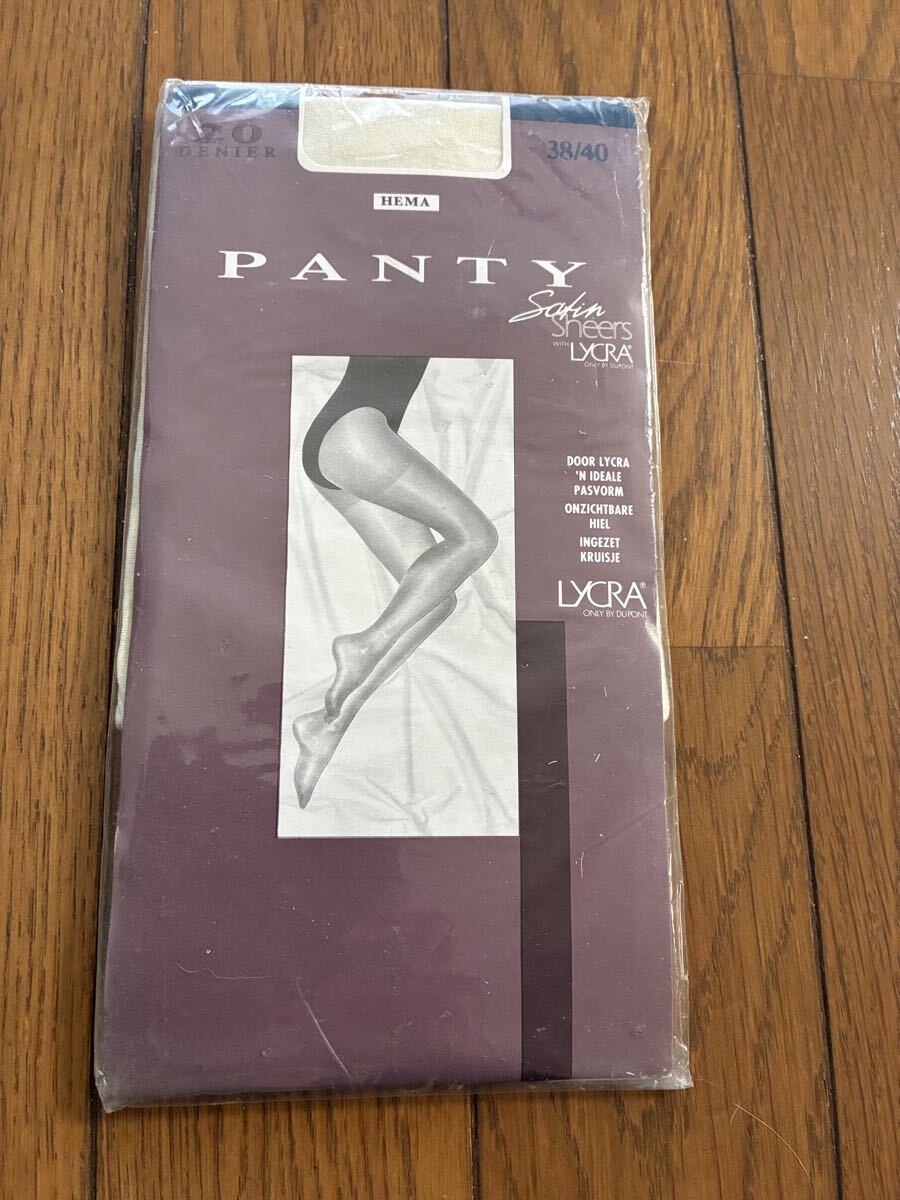 20
DENIER
38/40
HEMA
PANTY
Satin
Sheers
WITH LYCRA®
ONLY BY DUPONT
DOOR LYCRA
'N IDEALE
PASVORM
ONZICHTBARE
HIEL
INGEZET
KRUISJE
LYCRA®
ONLY BY DUPONT